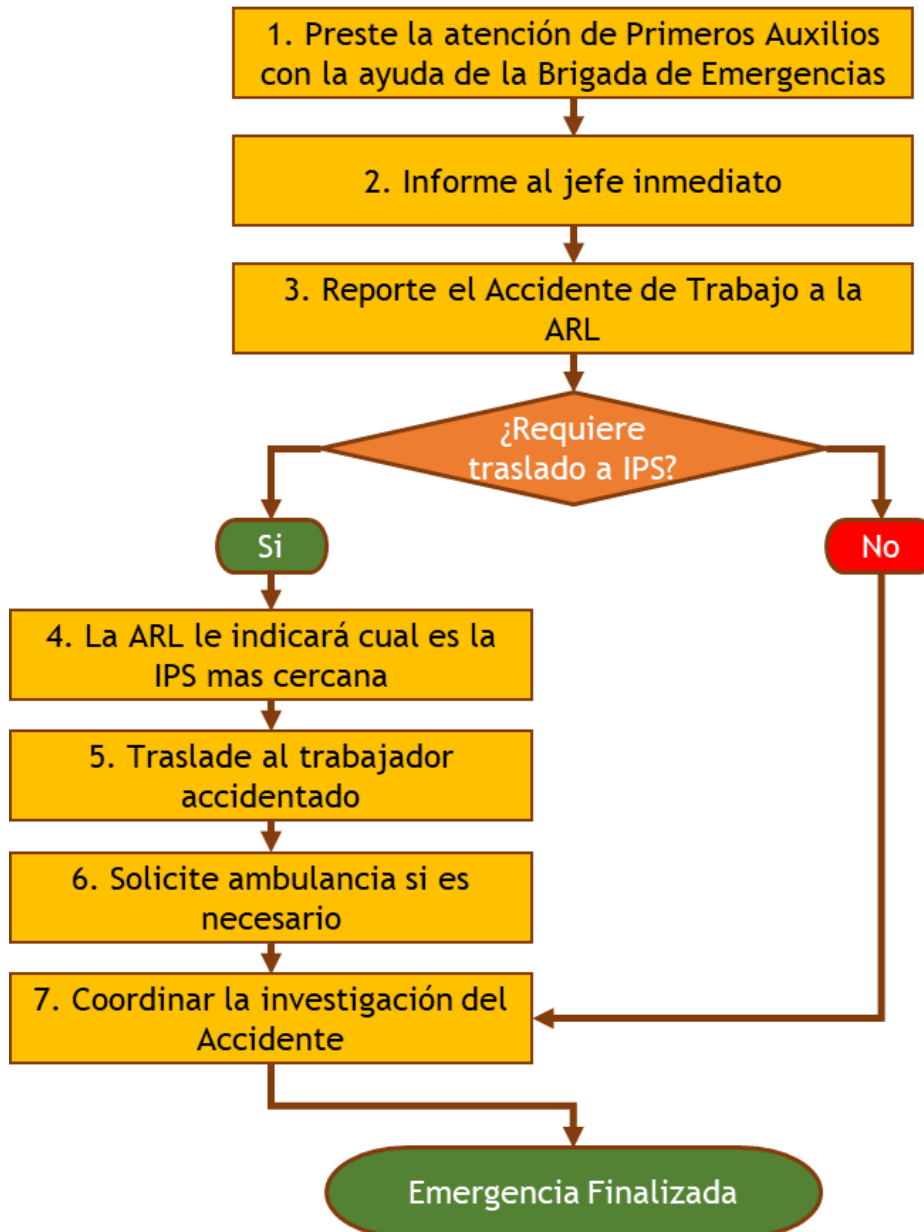 1. Preste la atención de Primeros Auxilios
con la ayuda de la Brigada de Emergencias
2. Informe al jefe inmediato
3. Reporte el Accidente de Trabajo a la
ARL
¿Requiere
traslado a IPS?
Si
No
4. La ARL le indicará cual es la
IPS mas cercana
5. Traslade al trabajador
accidentado
6. Solicite ambulancia si es
necesario
7. Coordinar la investigación del
Accidente
Emergencia Finalizada